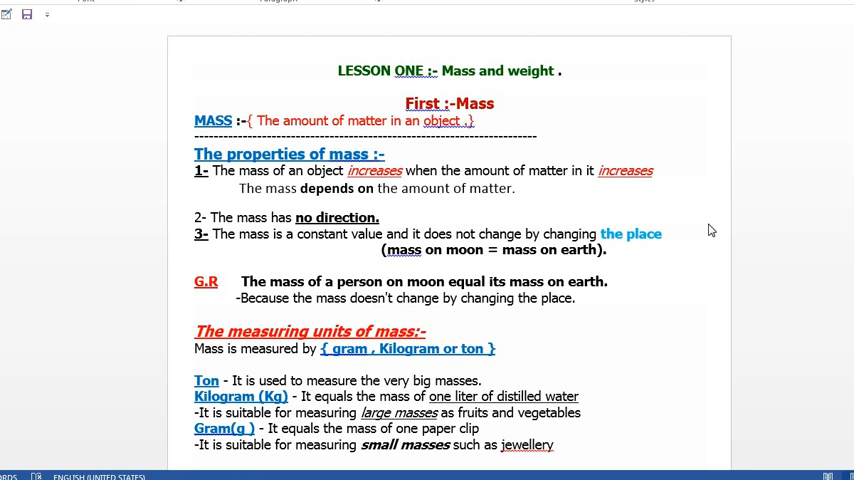 LESSON ONE :- Mass and weight .
First :-Mass
MASS :-{ The amount of matter in an object .}
The properties of mass :-
1- The mass of an object increases when the amount of matter in it increases
The mass depends on the amount of matter.
2- The mass has no direction.
3- The mass is a constant value and it does not change by changing the place
(mass on moon = mass on earth).
G.R The mass of a person on moon equal its mass on earth.
-Because the mass doesn't change by changing the place.
The measuring units of mass:-
Mass is measured by { gram , Kilogram or ton }
Ton - It is used to measure the very big masses.
Kilogram (Kg) - It equals the mass of one liter of distilled water
-It is suitable for measuring large masses as fruits and vegetables
Gram(g ) - It equals the mass of one paper clip
-It is suitable for measuring small masses such as jewellery
ENGLISH (UNITED STATES)